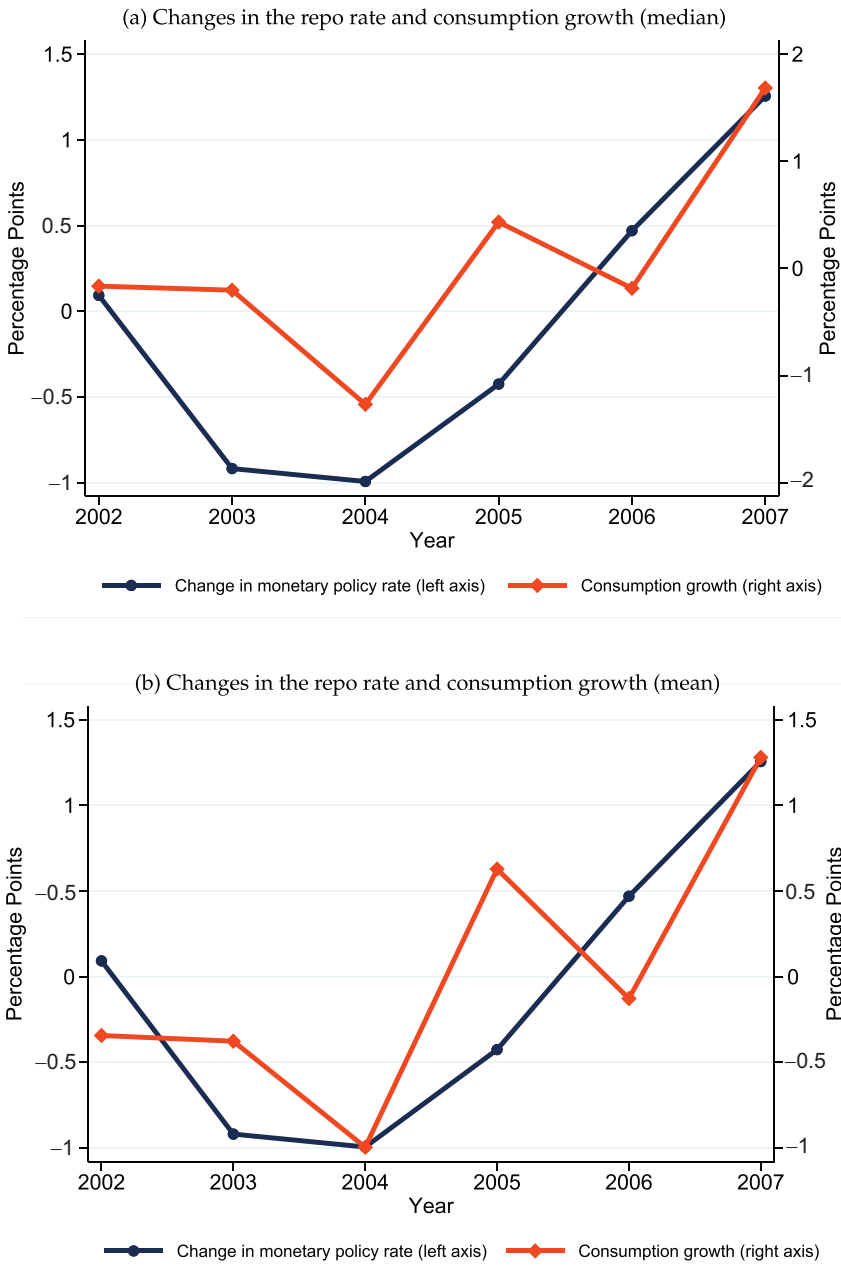 (a) Changes in the repo rate and consumption growth (median)
1.5
1
0.5
0
−0.5
−1
Percentage Points
2
1
0
−1
−2
Percentage Points
2002 2003 2004 2005 2006 2007
Year
Change in monetary policy rate (left axis) Consumption growth (right axis)
(b) Changes in the repo rate and consumption growth (mean)
1.5
1
−0.5
0
−0.5
−1
Percentage Points
1.5
1
0.5
0
−0.5
−1
Percentage Points
2002 2003 2004 2005 2006 2007
Year
Change in monetary policy rate (left axis) Consumption growth (right axis)